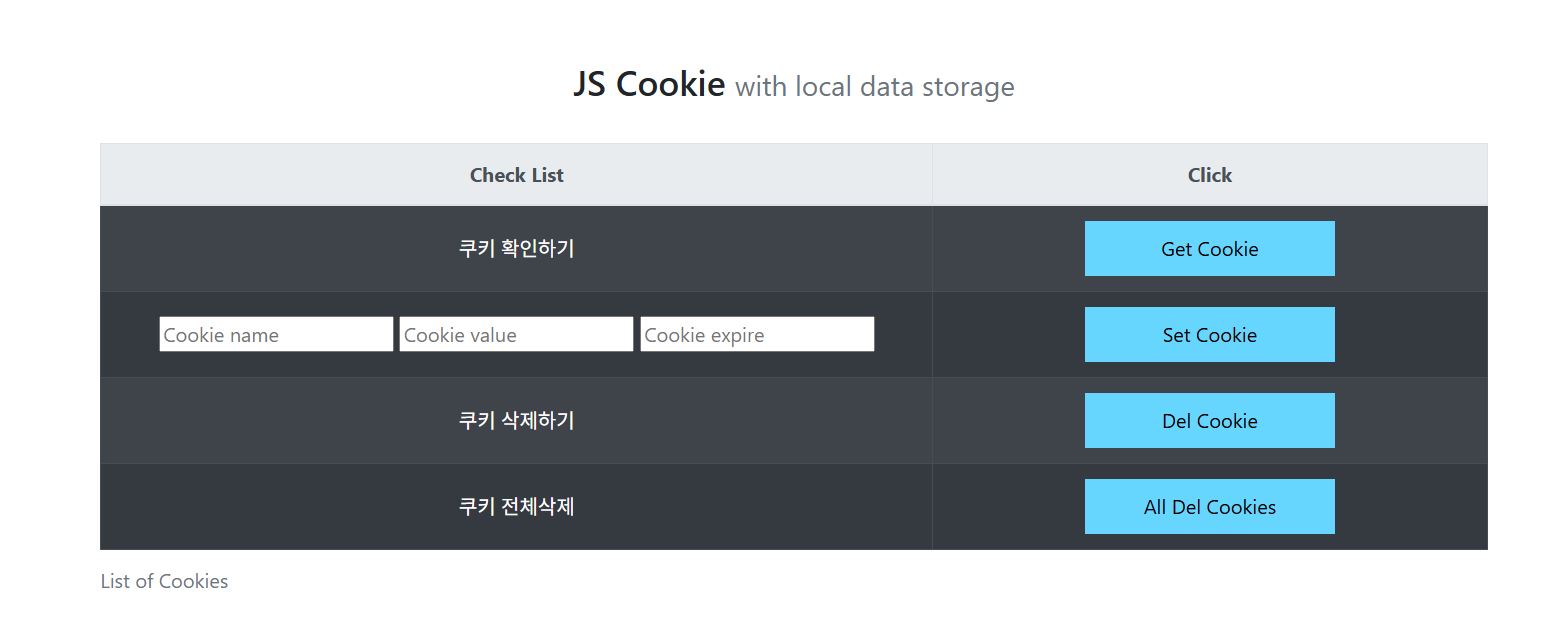 JS Cookie with local data storage
Check List Click
쿠키 확인하기 Get Cookie
Cookie name Cookie value Cookie expire Set Cookie
쿠키 삭제하기 Del Cookie
쿠키 전체삭제 All Del Cookies
List of Cookies